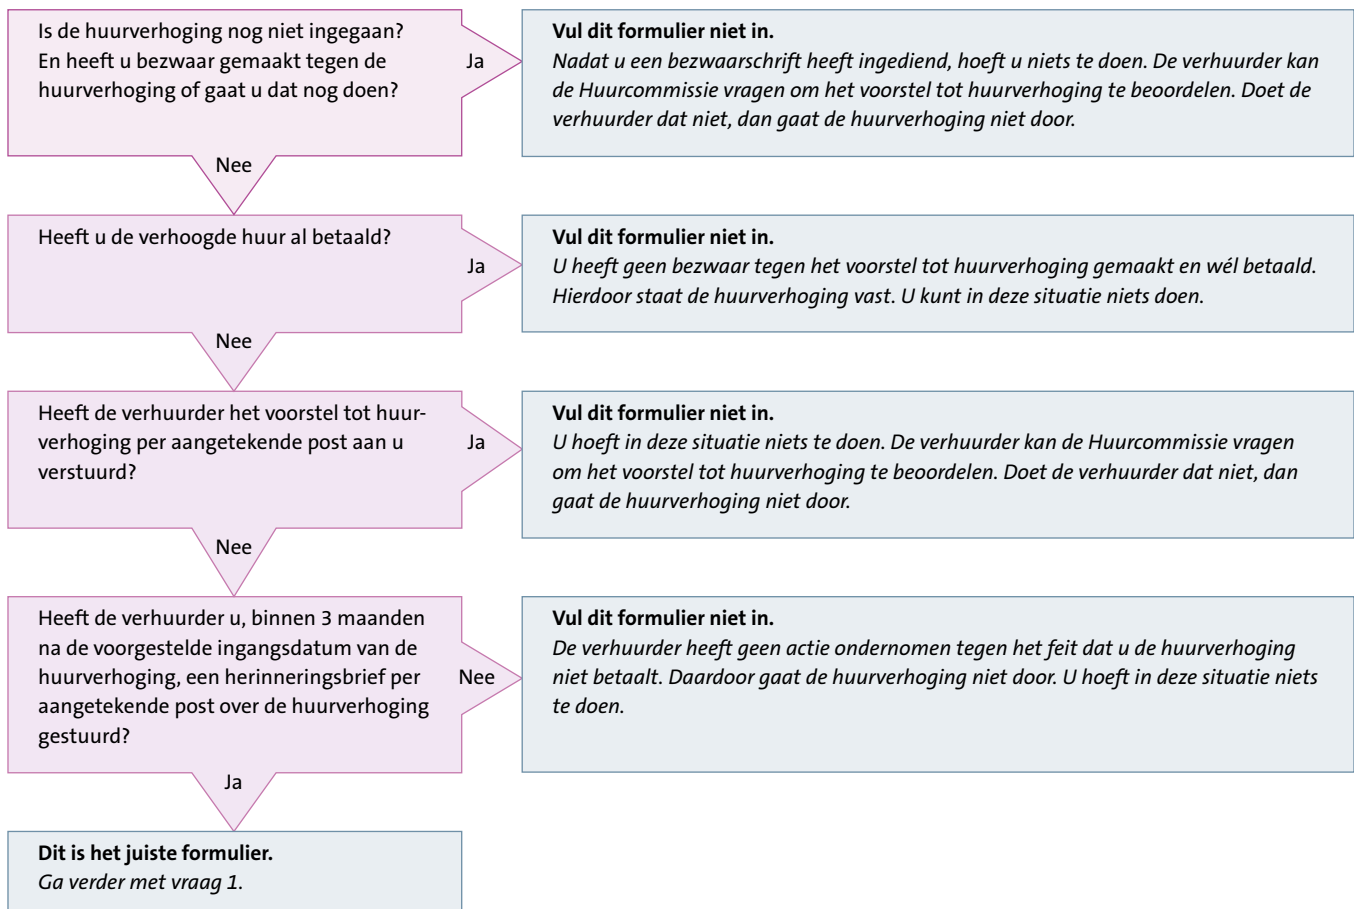 Is de huurverhoging nog niet ingegaan?
En heeft u bezwaar gemaakt tegen de
huurverhoging of gaat u dat nog doen?
Ja
Vul dit formulier niet in.
Nadat u een bezwaarschrift heeft ingediend, hoeft u niets te doen. De verhuurder kan
de Huurcommissie vragen om het voorstel tot huurverhoging te beoordelen. Doet de
verhuurder dat niet, dan gaat de huurverhoging niet door.
Nee
Heeft u de verhoogde huur al betaald?
Ja
Vul dit formulier niet in.
U heeft geen bezwaar tegen het voorstel tot huurverhoging gemaakt en wél betaald.
Hierdoor staat de huurverhoging vast. U kunt in deze situatie niets doen.
Nee
Heeft de verhuurder het voorstel tot huur-
verhoging per aangetekende post aan u
verstuurd?
Ja
Vul dit formulier niet in.
U hoeft in deze situatie niets te doen. De verhuurder kan de Huurcommissie vragen
om het voorstel tot huurverhoging te beoordelen. Doet de verhuurder dat niet, dan
gaat de huurverhoging niet door.
Nee
Heeft de verhuurder u, binnen 3 maanden
na de voorgestelde ingangsdatum van de
huurverhoging, een herinneringsbrief per
aangetekende post over de huurverhoging
gestuurd?
Nee
Vul dit formulier niet in.
De verhuurder heeft geen actie ondernomen tegen het feit dat u de huurverhoging
niet betaalt. Daardoor gaat de huurverhoging niet door. U hoeft in deze situatie niets
te doen.
Ja
Dit is het juiste formulier.
Ga verder met vraag 1.